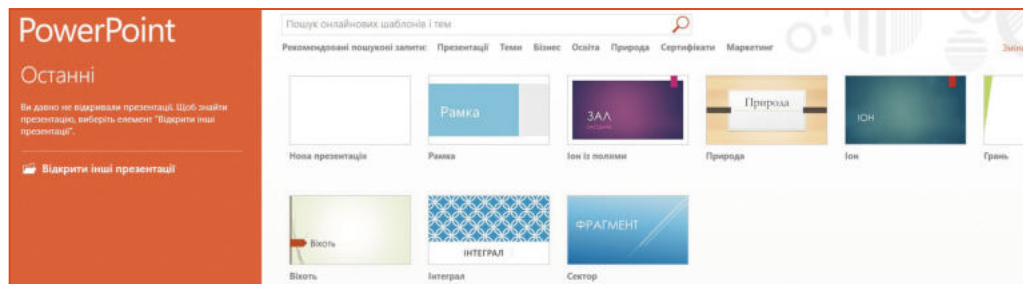 PowerPoint
Останні
Ви давно не відкривали презентації. Щоб знайти
презентацію, виберіть елемент "Відкрити інші
презентації".
Відкрити інші презентації
Пошук онлайнових шаблонів і тем
Рекомендовані пошукові запити: Презентації Теми Бізнес Освіта Природа Сертифікати Маркетинг
Змін
Рамка
ЗАЛ
Природа
ІОН
Нова презентація
Рамка
Іон із полями
Природа
Іон
Грань
Віхоть
ІНТЕГРАЛ
ФРАГМЕНТ
Віхоть
Інтеграл
Сектор